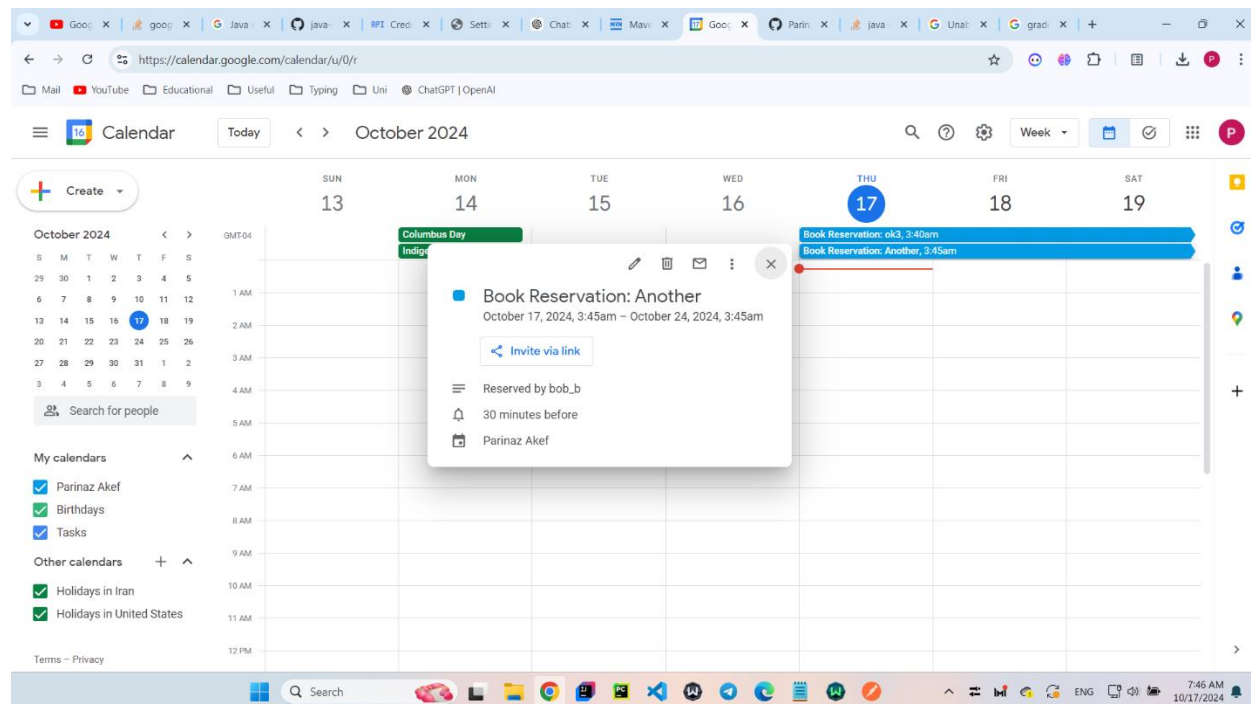 Goog
goog
Java
java-
RPI Cred
Settir
Chat
MVN Mave
Goog
Parin
java
Unab
grad
https://calendar.google.com/calendar/u/0/r
P
Mail YouTube Educational Useful Typing Uni ChatGPT | OpenAI
16 Calendar Today October 2024 Week P
Create
SUN MON TUE WED THU FRI SAT
13 14 15 16 17 18 19
October 2024
S M T W T F S
29 30 1 2 3 4 5
6 7 8 9 10 11 12
13 14 15 16 17 18 19
20 21 22 23 24 25 26
27 28 29 30 31 1 2
3 4 5 6 7 8 9
Search for people
My calendars
Parinaz Akef
Birthdays
Tasks
Other calendars
Holidays in Iran
Holidays in United States
Terms – Privacy
GMT-04
Columbus Day
Indige
Book Reservation: ok3, 3:40am
Book Reservation: Another, 3:45am
1 AM
2 AM
3 AM
4 AM
5 AM
6 AM
7 AM
8 AM
9 AM
10 AM
11 AM
12 PM
Book Reservation: Another
October 17, 2024, 3:45am – October 24, 2024, 3:45am
Invite via link
Reserved by bob_b
30 minutes before
Parinaz Akef
Search
ENG
7:46 AM
10/17/2024